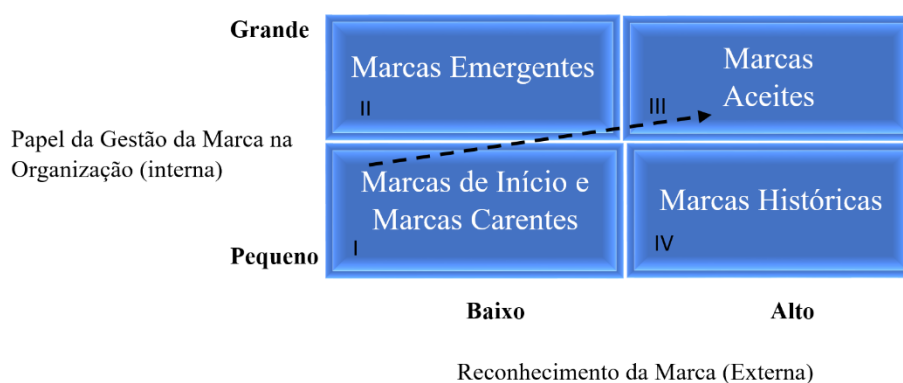 Grande
Marcas Emergentes
II
Marcas
Aceites
III
Papel da Gestão da Marca na
Organização (interna)
Marcas de Início e
Marcas Carentes
I
Marcas Históricas
IV
Pequeno
Baixo
Alto
Reconhecimento da Marca (Externa)